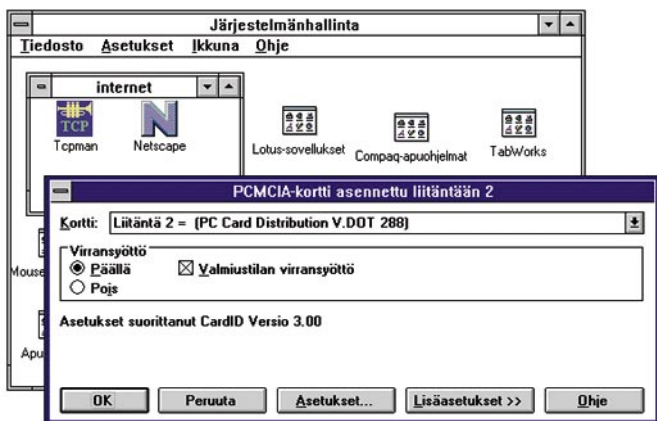 Järjestelmänhallinta
Tiedosto Asetukset Ikkuna Ohje
internet
TCP
Tcpman Netscape Lotus-sovellukset Compaq-apuohjelmat TabWorks
PCMCIA-kortti asennettu liitäntään 2
Kortti: Liitäntä 2 = (PC Card Distribution V.DOT 288)
Virransyöttö
Päällä Valmiustilan virransyöttö
Pois
Mouse
Asetukset suorittanut CardID Versio 3.00
Apu
OK Peruuta Asetukset... Lisäasetukset >> Ohje